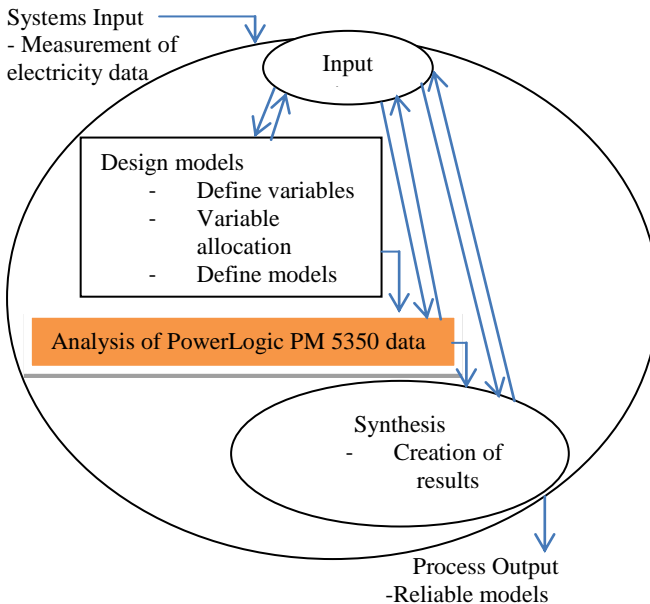 Systems Input
- Measurement of
electricity data
Input
Design models
- Define variables
- Variable
allocation
- Define models
Analysis of PowerLogic PM 5350 data
Synthesis
- Creation of
results
Process Output
-Reliable models